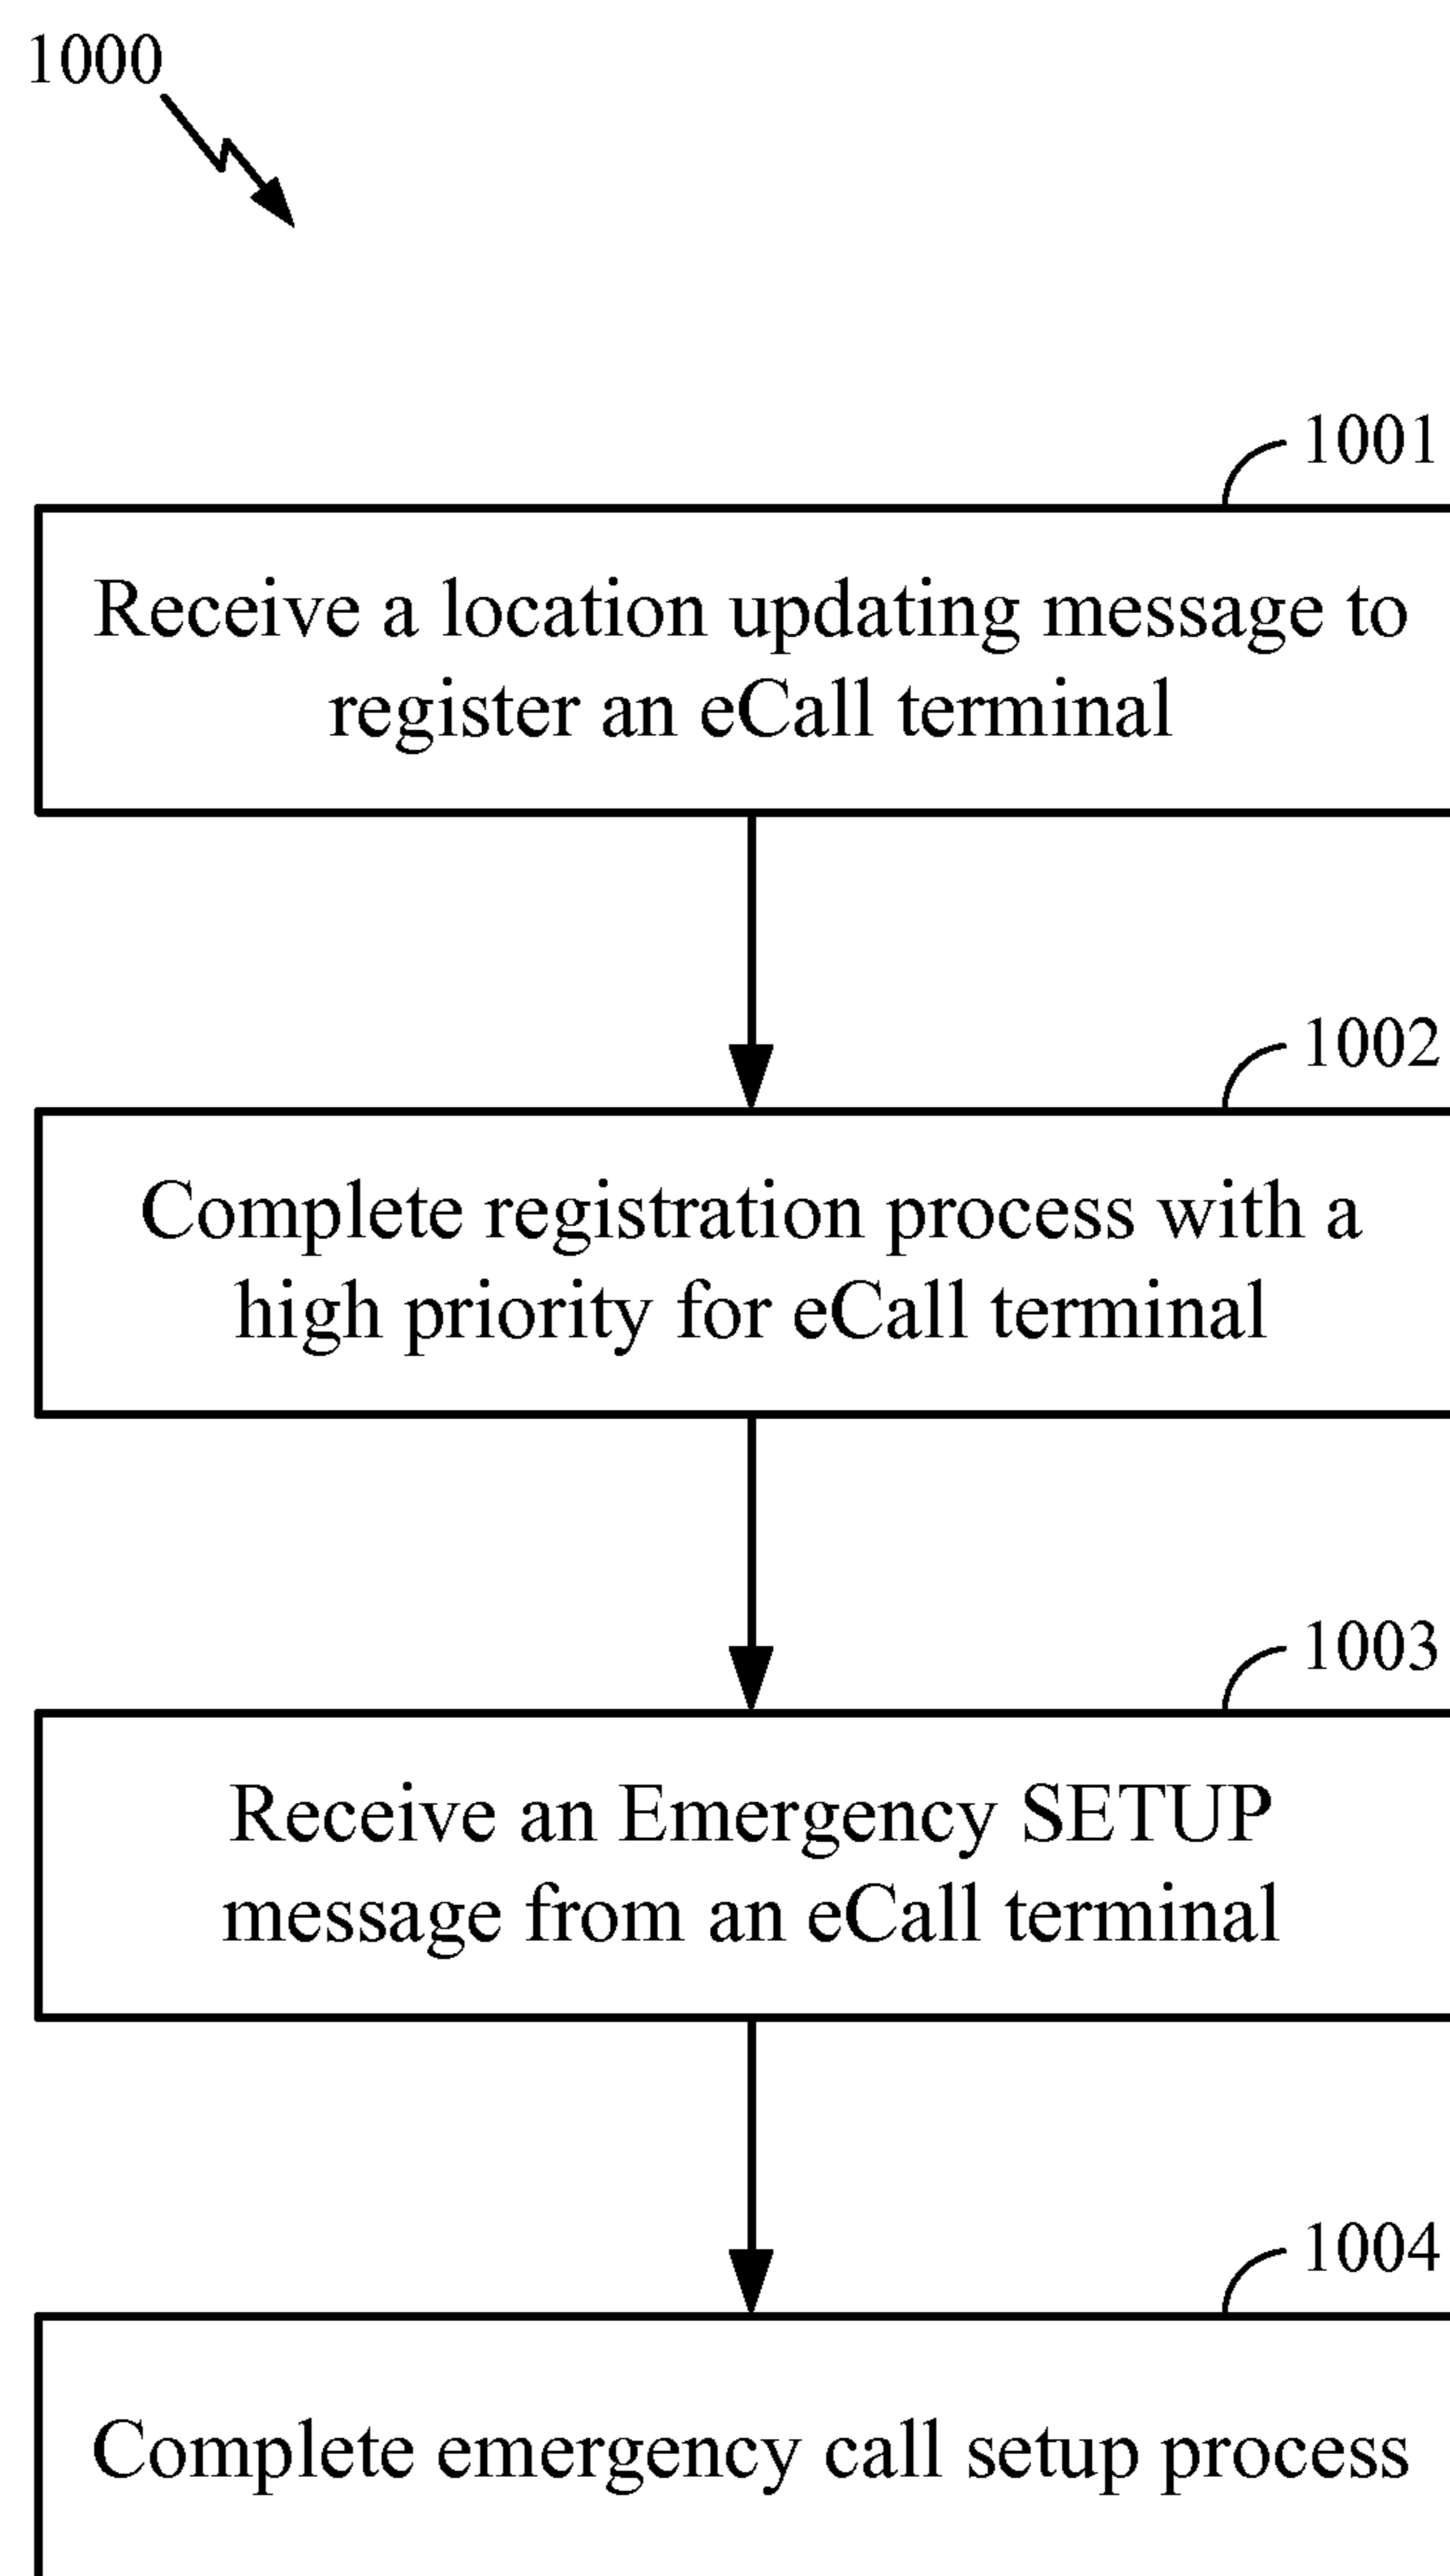 1000
1001
Receive a location updating message to
register an eCall terminal
1002
Complete registration process with a
high priority for eCall terminal
1003
Receive an Emergency SETUP
message from an eCall terminal
1004
Complete emergency call setup process